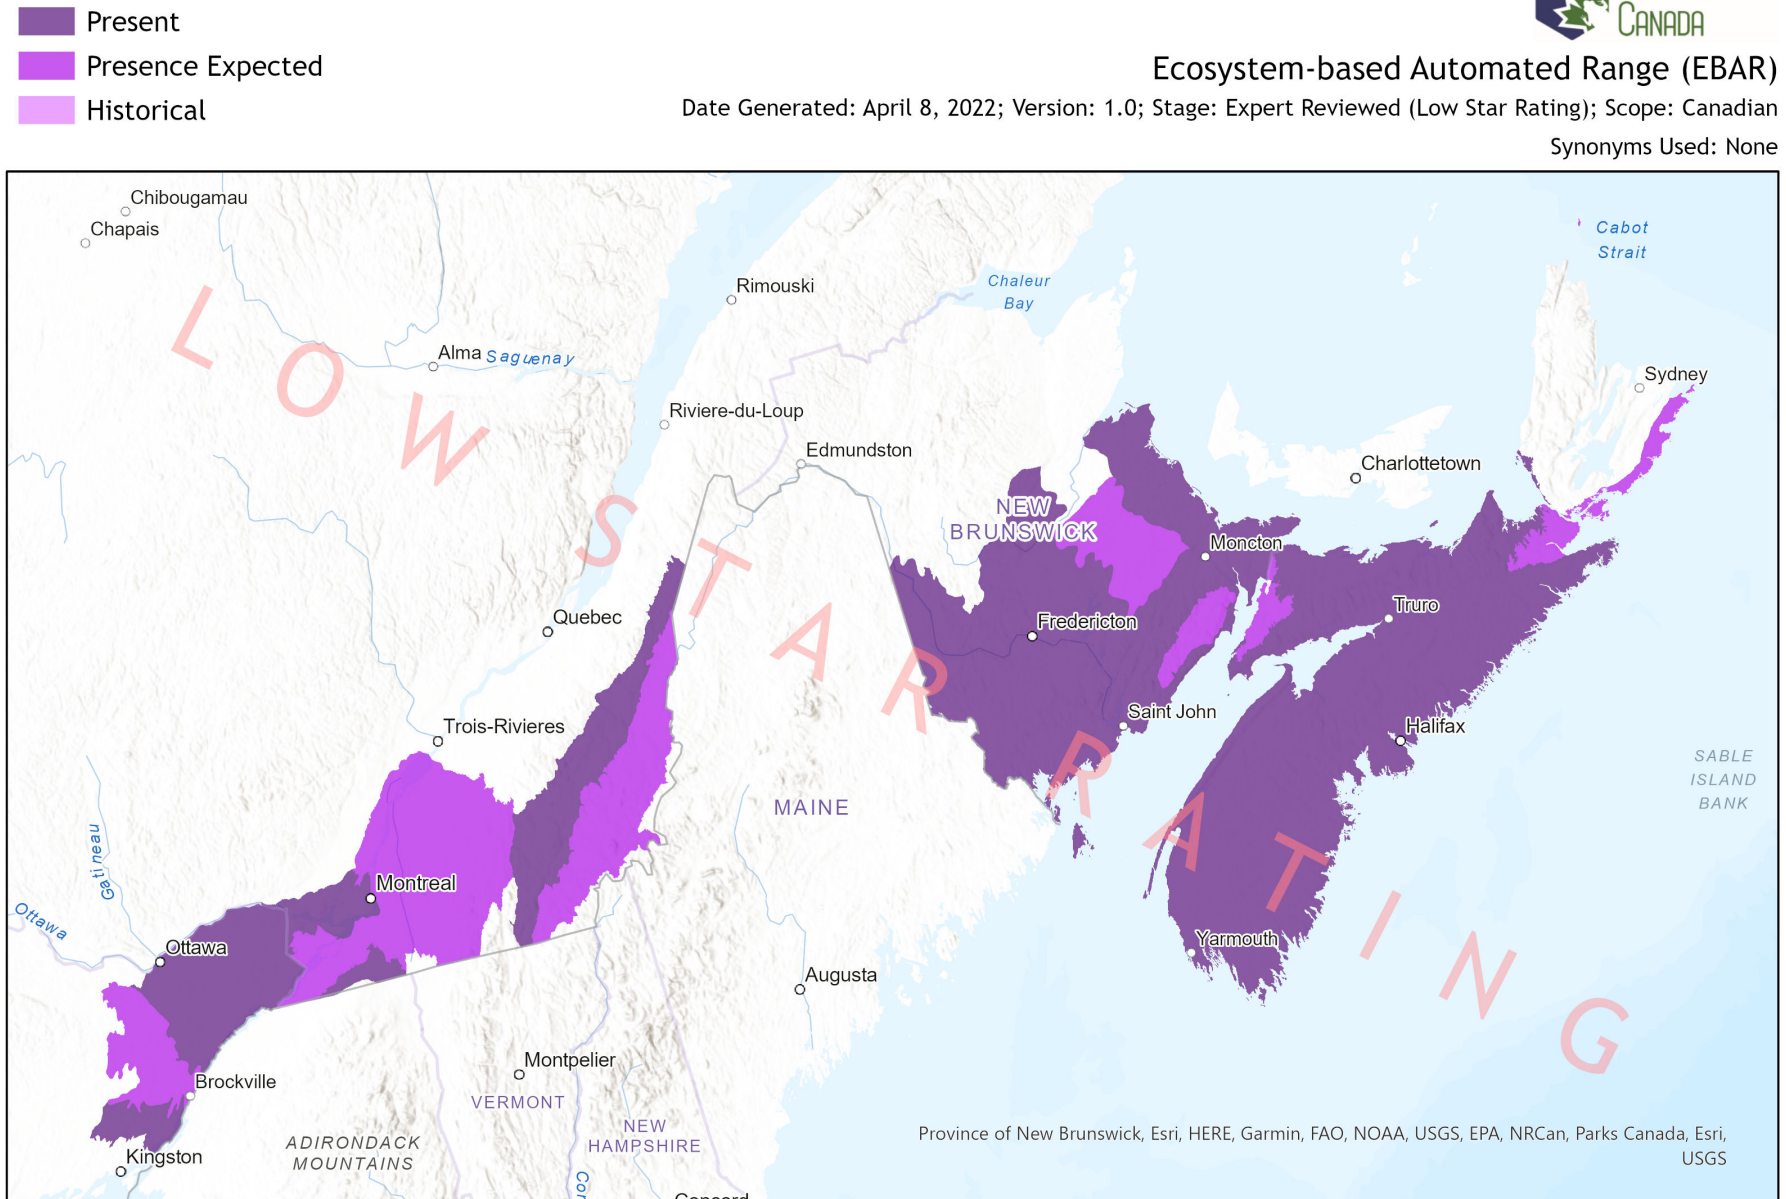 Present
Presence Expected
Historical
CANADA
Ecosystem-based Automated Range (EBAR)
Date Generated: April 8, 2022; Version: 1.0; Stage: Expert Reviewed (Low Star Rating); Scope: Canadian
Synonyms Used: None
Chibougamau
Chapais
Cabot
Strait
Rimouski
Chaleur
Bay
Alma
Saguenay
Sydney
Riviere-du-Loup
Edmundston
Charlottetown
NEW
BRUNSWICK
Moncton
Quebec
Fredericton
Truro
Trois-Rivieres
Saint John
Halifax
SABLE
ISLAND
BANK
MAINE
Gatineau
Montreal
Ottawa
Ottawa
Yarmouth
Augusta
Montpelier
Brockville
VERMONT
NEW
HAMPSHIRE
ADIRONDACK
MOUNTAINS
Kingston
LOW STAR RATING
Province of New Brunswick, Esri, HERE, Garmin, FAO, NOAA, USGS, EPA, NRCan, Parks Canada, Esri,
USGS